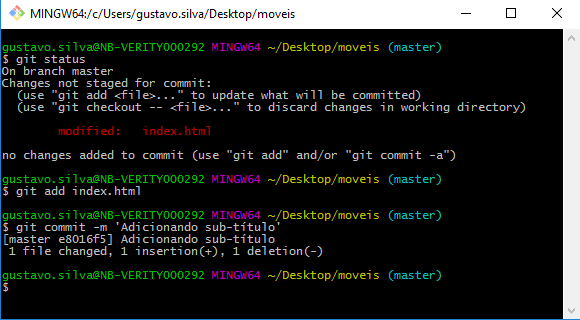 MINGW64:/c/Users/gustavo.silva/Desktop/moveis
gustavo.silva@NB-VERITY000292 MINGW64 ~/Desktop/moveis (master)
$ git status
On branch master
Changes not staged for commit:
  (use "git add <file>..." to update what will be committed)
  (use "git checkout -- <file>..." to discard changes in working directory)
        modified:   index.html
no changes added to commit (use "git add" and/or "git commit -a")
gustavo.silva@NB-VERITY000292 MINGW64 ~/Desktop/moveis (master)
$ git add index.html
gustavo.silva@NB-VERITY000292 MINGW64 ~/Desktop/moveis (master)
$ git commit -m 'Adicionando sub-título'
[master e8016f5] Adicionando sub-título
 1 file changed, 1 insertion(+), 1 deletion(-)
gustavo.silva@NB-VERITY000292 MINGW64 ~/Desktop/moveis (master)
$